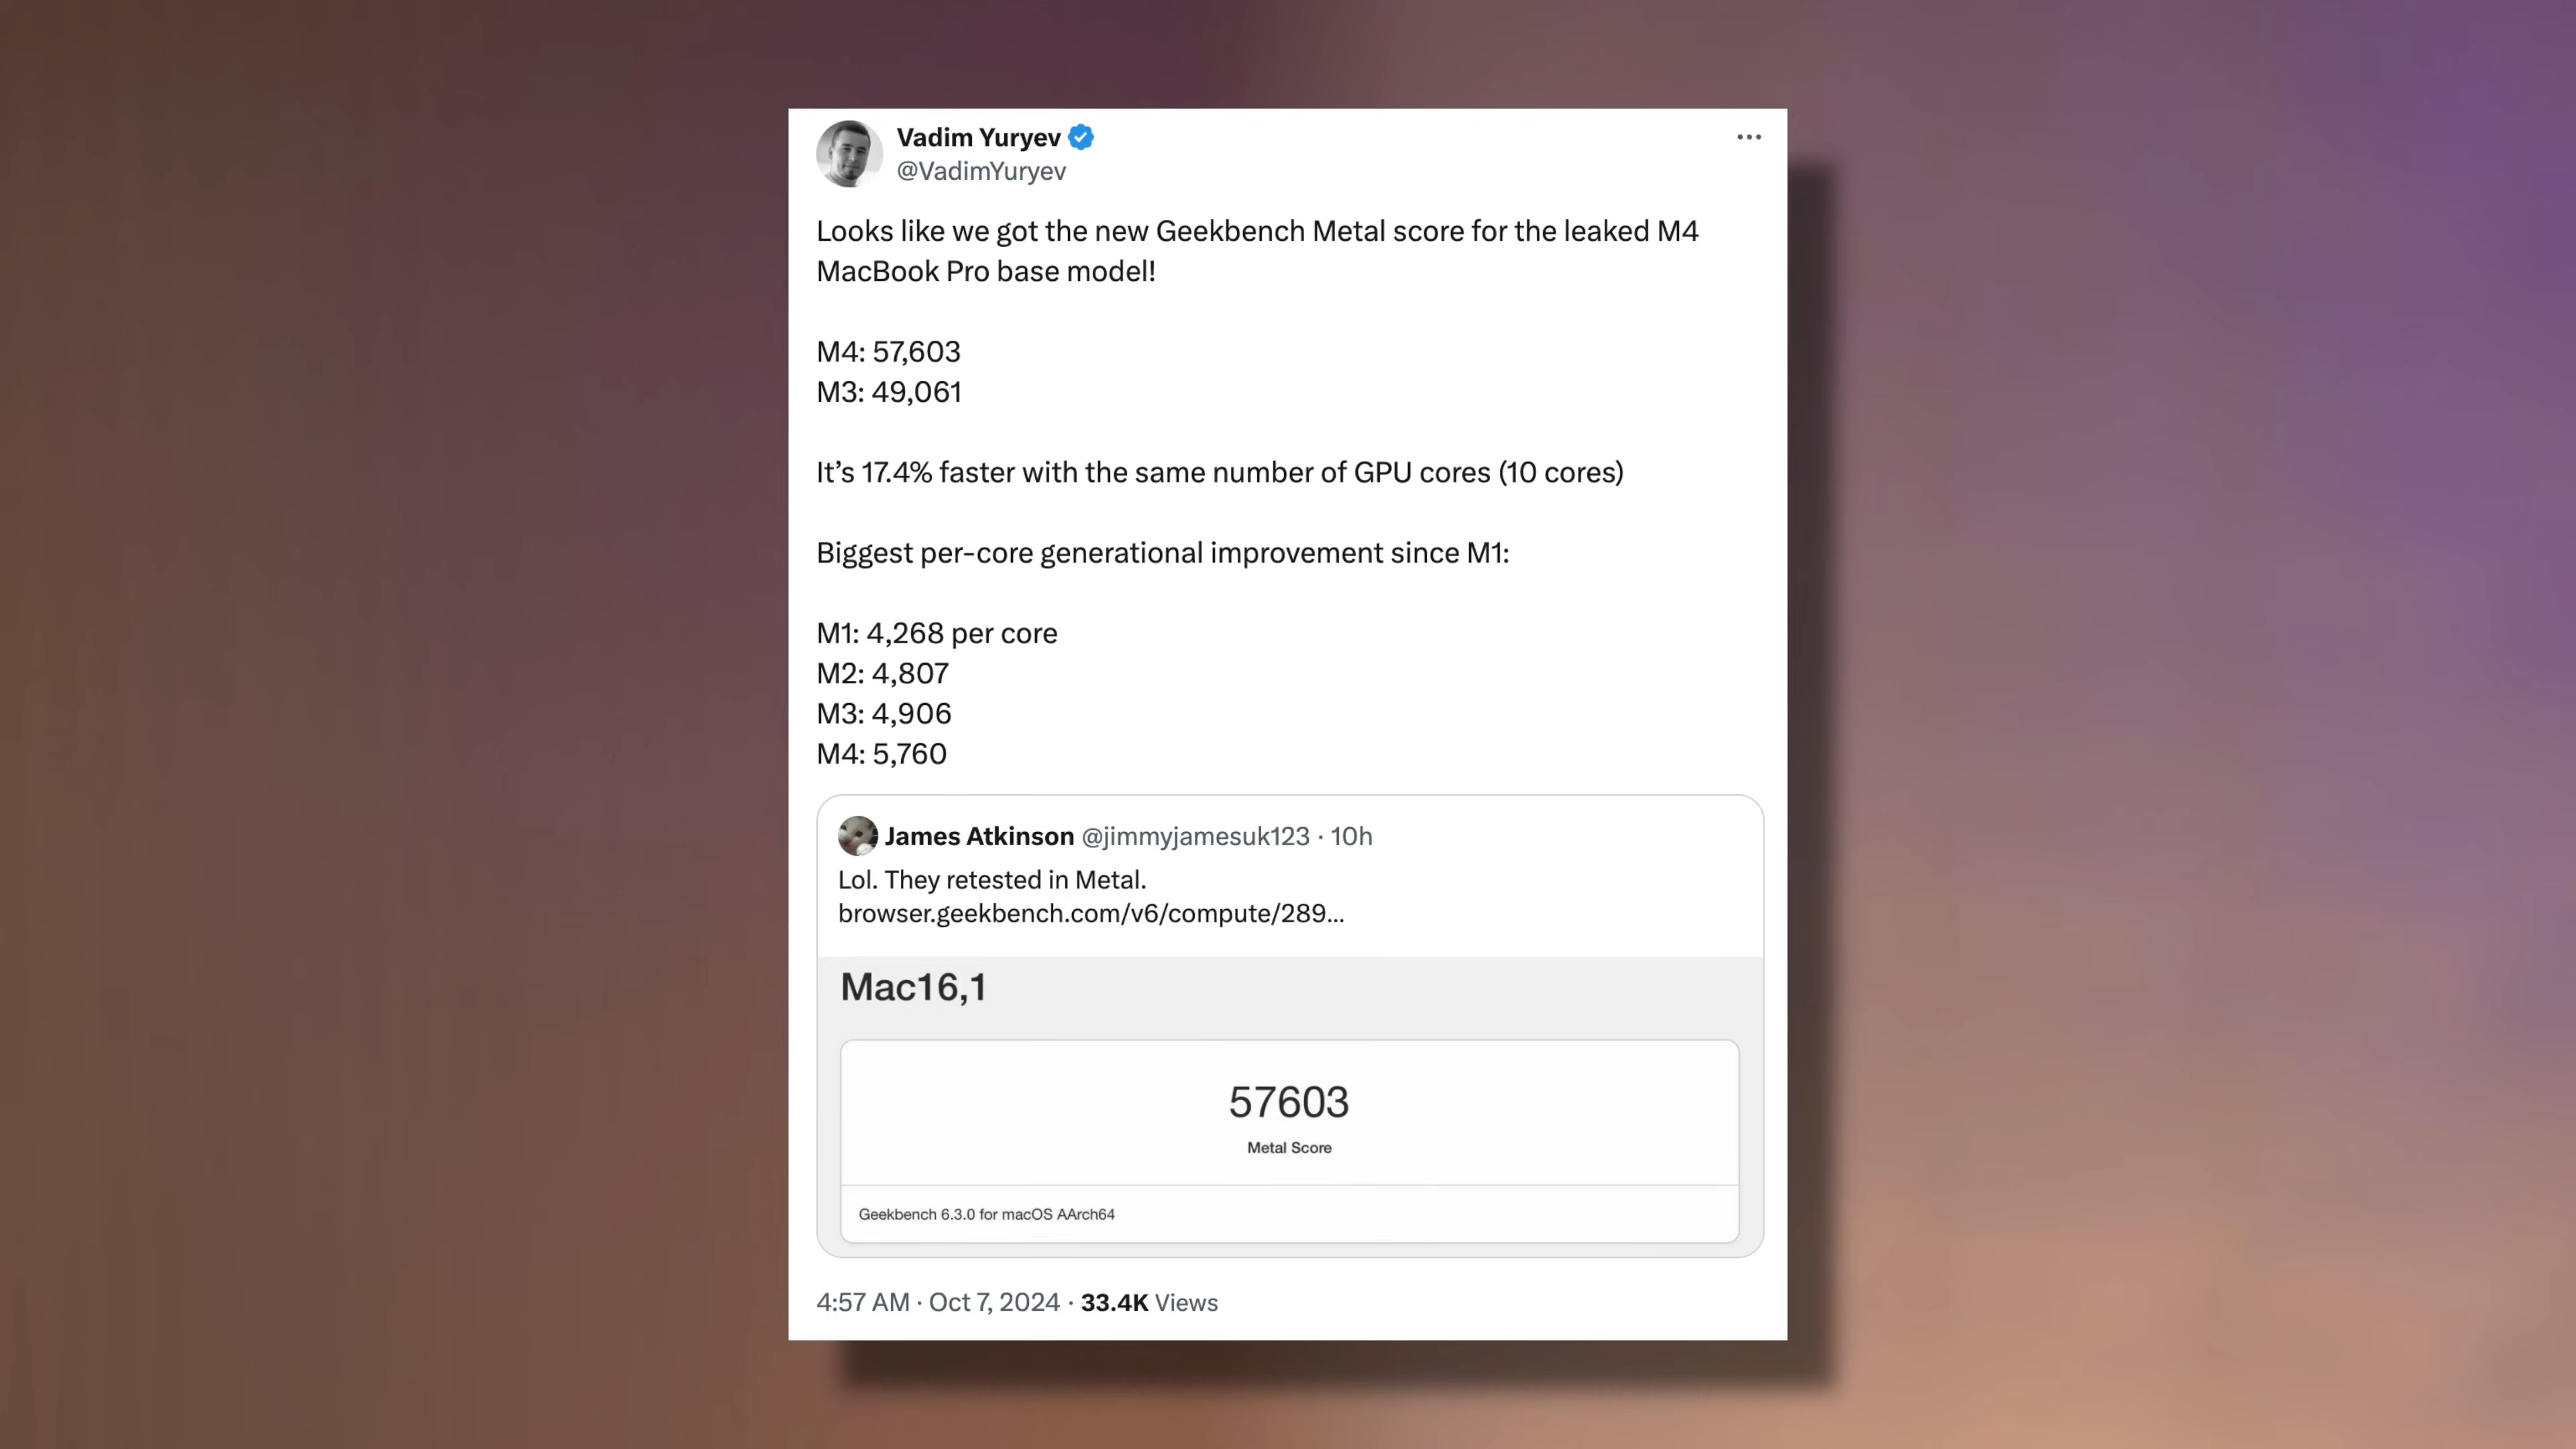 Vadim Yuryev
@VadimYuryev
Looks like we got the new Geekbench Metal score for the leaked M4
MacBook Pro base model!
M4: 57,603
M3: 49,061
It’s 17.4% faster with the same number of GPU cores (10 cores)
Biggest per-core generational improvement since M1:
M1: 4,268 per core
M2: 4,807
M3: 4,906
M4: 5,760
James Atkinson @jimmyjamesuk123 · 10h
Lol. They retested in Metal.
browser.geekbench.com/v6/compute/289…
Mac16,1
57603
Metal Score
Geekbench 6.3.0 for macOS AArch64
4:57 AM · Oct 7, 2024 · 33.4K Views